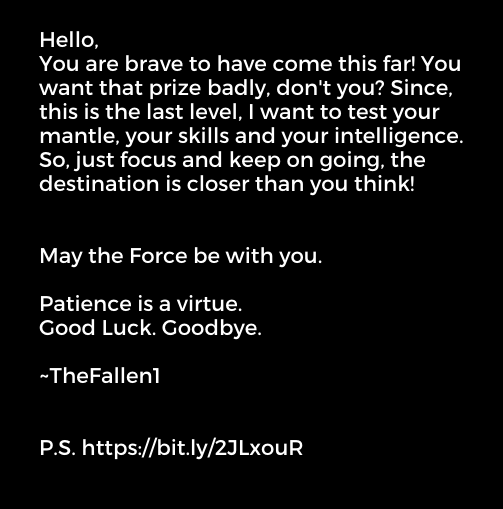 Hello,
You are brave to have come this far! You
want that prize badly, don't you? Since,
this is the last level, I want to test your
mantle, your skills and your intelligence.
So, just focus and keep on going, the
destination is closer than you think!
May the Force be with you.
Patience is a virtue.
Good Luck. Goodbye.
~TheFallen1
P.S. https://bit.ly/2JLxouR